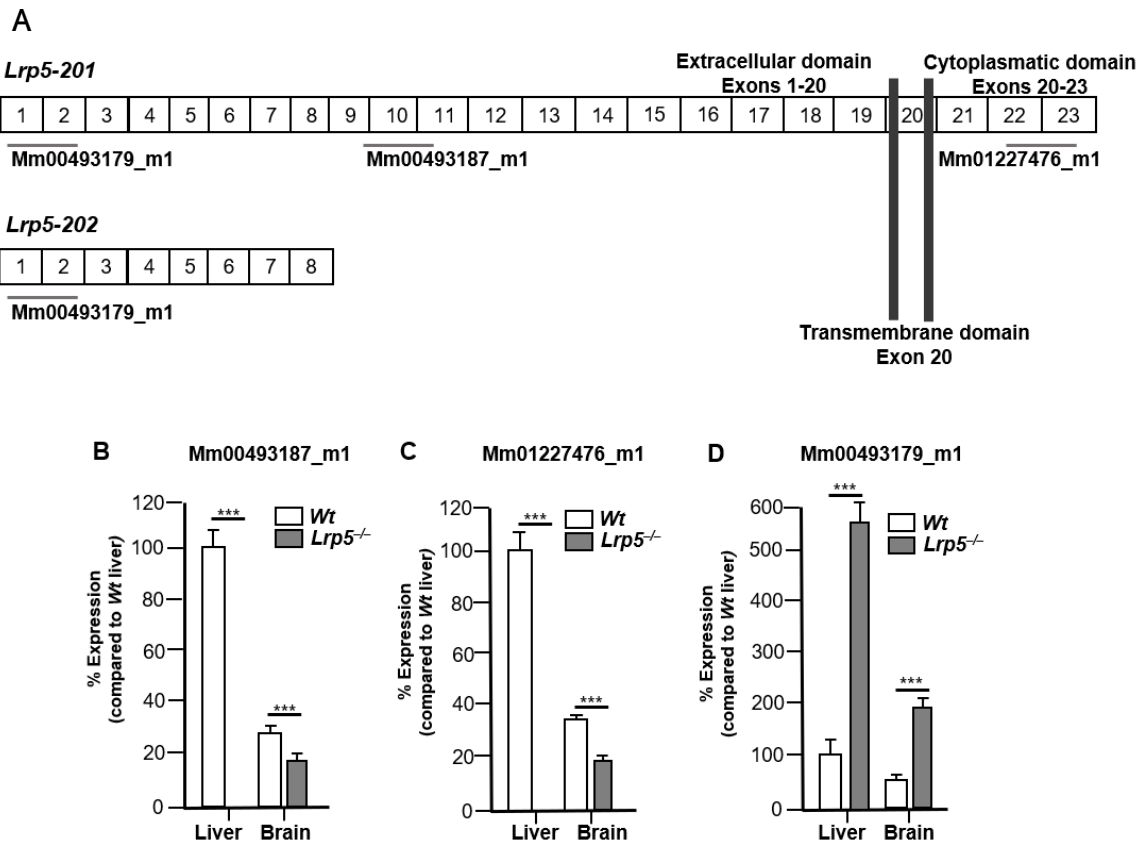 A
Lrp5-201
Extracellular domain
Exons 1-20
Cytoplasmatic domain
Exons 20-23
1 2 3 4 5 6 7 8 9 10 11 12 13 14 15 16 17 18 19 20 21 22 23
Mm00493179_m1 Mm00493187_m1 Mm01227476_m1
Lrp5-202
1 2 3 4 5 6 7 8
Mm00493179_m1
Transmembrane domain
Exon 20
B Mm00493187_m1
% Expression
(compared to Wt liver)
120
100
80
60
40
20
0
***
***
Wt
Lrp5–/–
Liver Brain
C Mm01227476_m1
% Expression
(compared to Wt liver)
120
100
80
60
40
20
0
***
***
Wt
Lrp5–/–
Liver Brain
D Mm00493179_m1
% Expression
(compared to Wt liver)
600
500
400
300
200
100
0
***
***
Wt
Lrp5–/–
Liver Brain